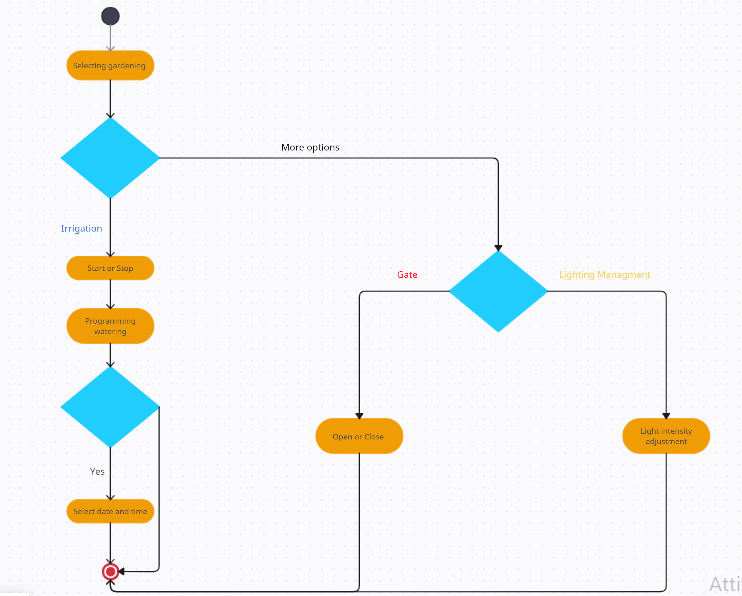 Selecting gardening
More options
Irrigation
Start or Stop
Gate
Lighting Managment
Programming
watering
Open or Close
Light Intensity
adjustment
Yes
Select date and time
Atti